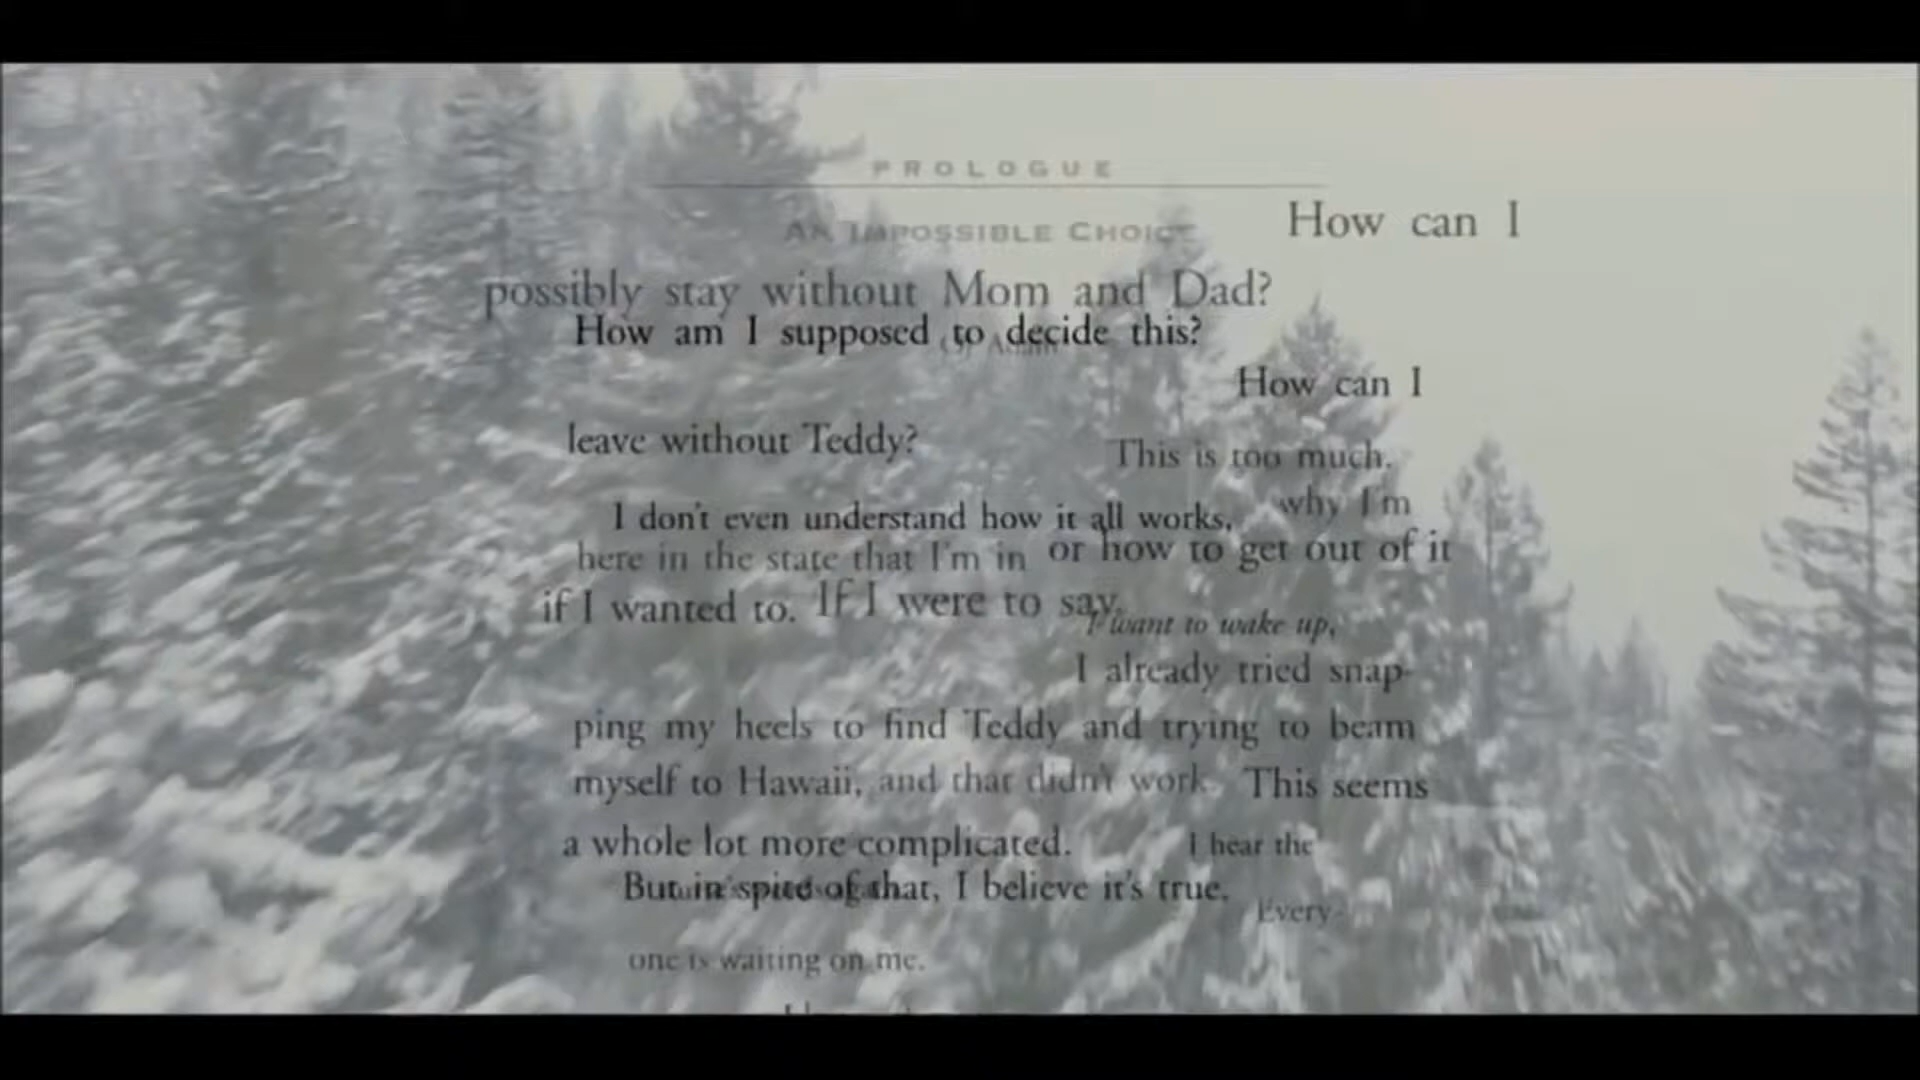 PROLOGUE
AN IMPOSSIBLE CHOICE
How can I
possibly stay without Mom and Dad?
How am I supposed to decide this?
How can I
leave without Teddy?
This is too much.
I don't even understand how it all works, why I'm
here in the state that I'm in or how to get out of it
if I wanted to. If I were to say,
I want to wake up,
I already tried snap-
ping my heels to find Teddy and trying to beam
myself to Hawaii, and that didn't work. This seems
a whole lot more complicated. I hear the
But in spite of that, I believe it's true.
Every-
one is waiting on me.